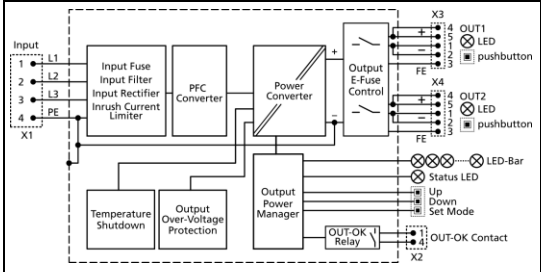 Input
1 L1
2 L2
3 L3
4 PE
X1
Input Fuse
Input Filter
Input Rectifier
Inrush Current
Limiter
PFC
Converter
Power
Converter
+
−
Output
E-Fuse
Control
X3
+ 4 OUT1
5 LED
1
− 2 pushbutton
FE 3
X4
+ 4 OUT2
5 LED
1
− 2 pushbutton
FE 3
Temperature
Shutdown
Output
Over-Voltage
Protection
Output
Power
Manager
LED-Bar
Status LED
Up
Down
Set Mode
OUT-OK
Relay
1
4
OUT-OK Contact
X2